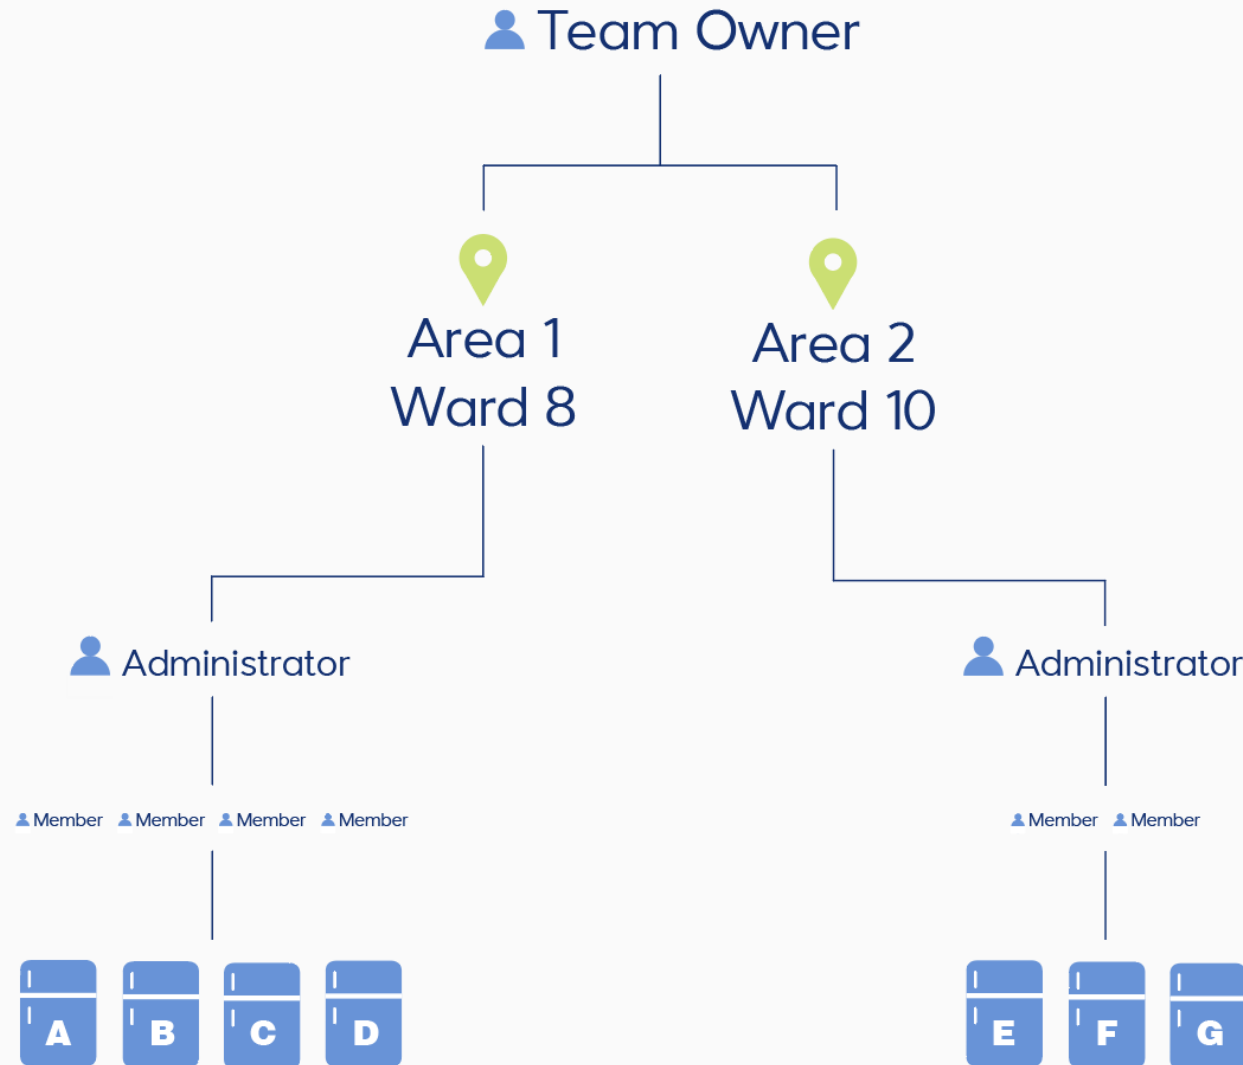 Team Owner
Area 1
Ward 8
Area 2
Ward 10
Administrator
Administrator
Member Member Member Member
Member Member
A B C D
E F G